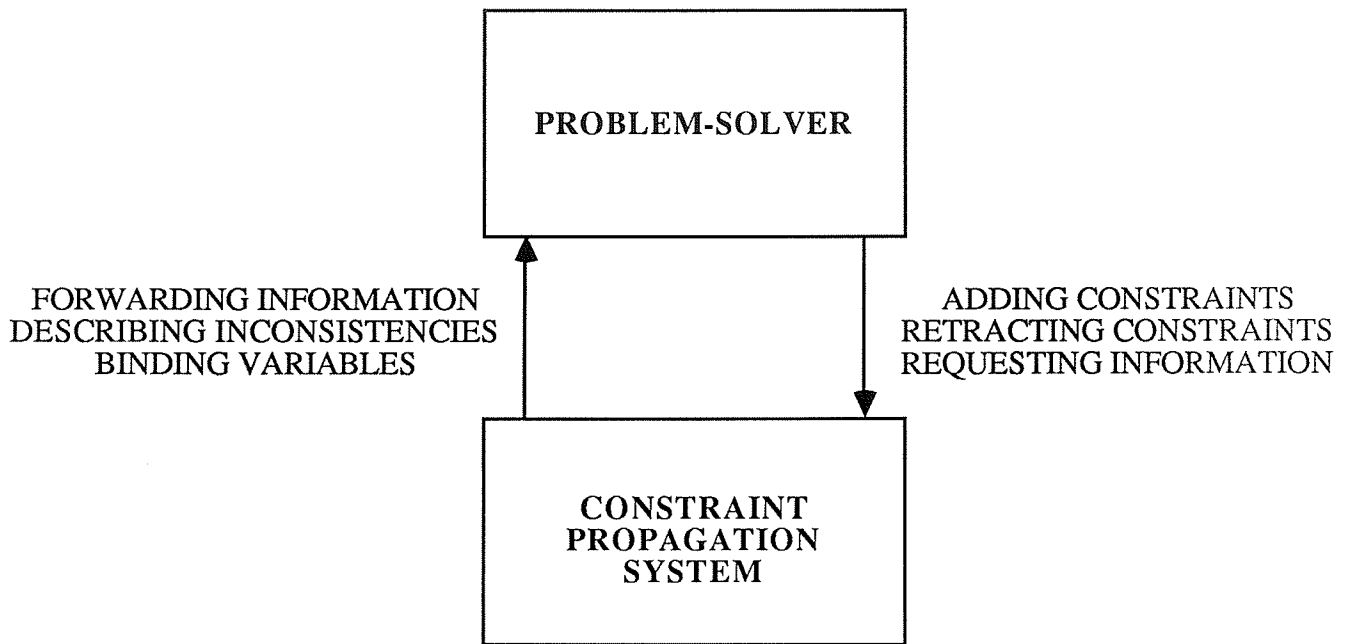 PROBLEM-SOLVER
FORWARDING INFORMATION
DESCRIBING INCONSISTENCIES
BINDING VARIABLES
ADDING CONSTRAINTS
RETRACTING CONSTRAINTS
REQUESTING INFORMATION
CONSTRAINT
PROPAGATION
SYSTEM